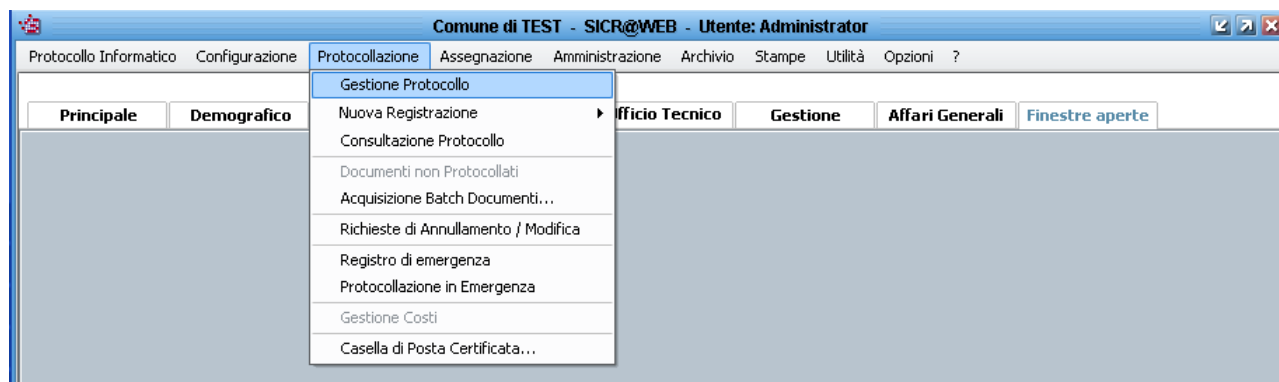 Comune di TEST - SICR@WEB - Utente: Administrator
Protocollo Informatico Configurazione Protocollazione Assegnazione Amministrazione Archivio Stampe Utilità Opzioni ?
Gestione Protocollo
Principale Demografico Nuova Registrazione Tecnico Gestione Affari Generali Finestre aperte
Consultazione Protocollo
Documenti non Protocollati
Acquisizione Batch Documenti...
Richieste di Annullamento / Modifica
Registro di emergenza
Protocollazione in Emergenza
Gestione Costi
Casella di Posta Certificata...